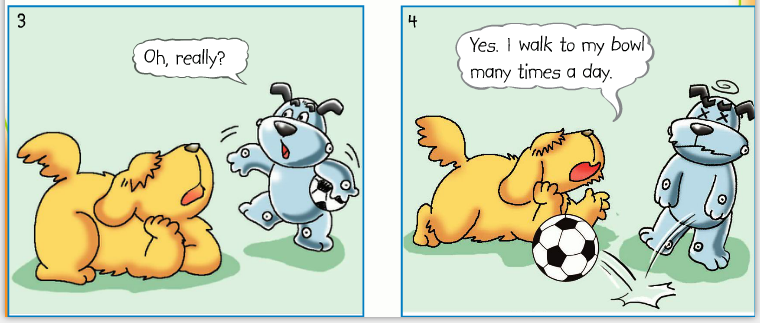 3
Oh, really?
4
Yes. I walk to my bowl
many times a day.